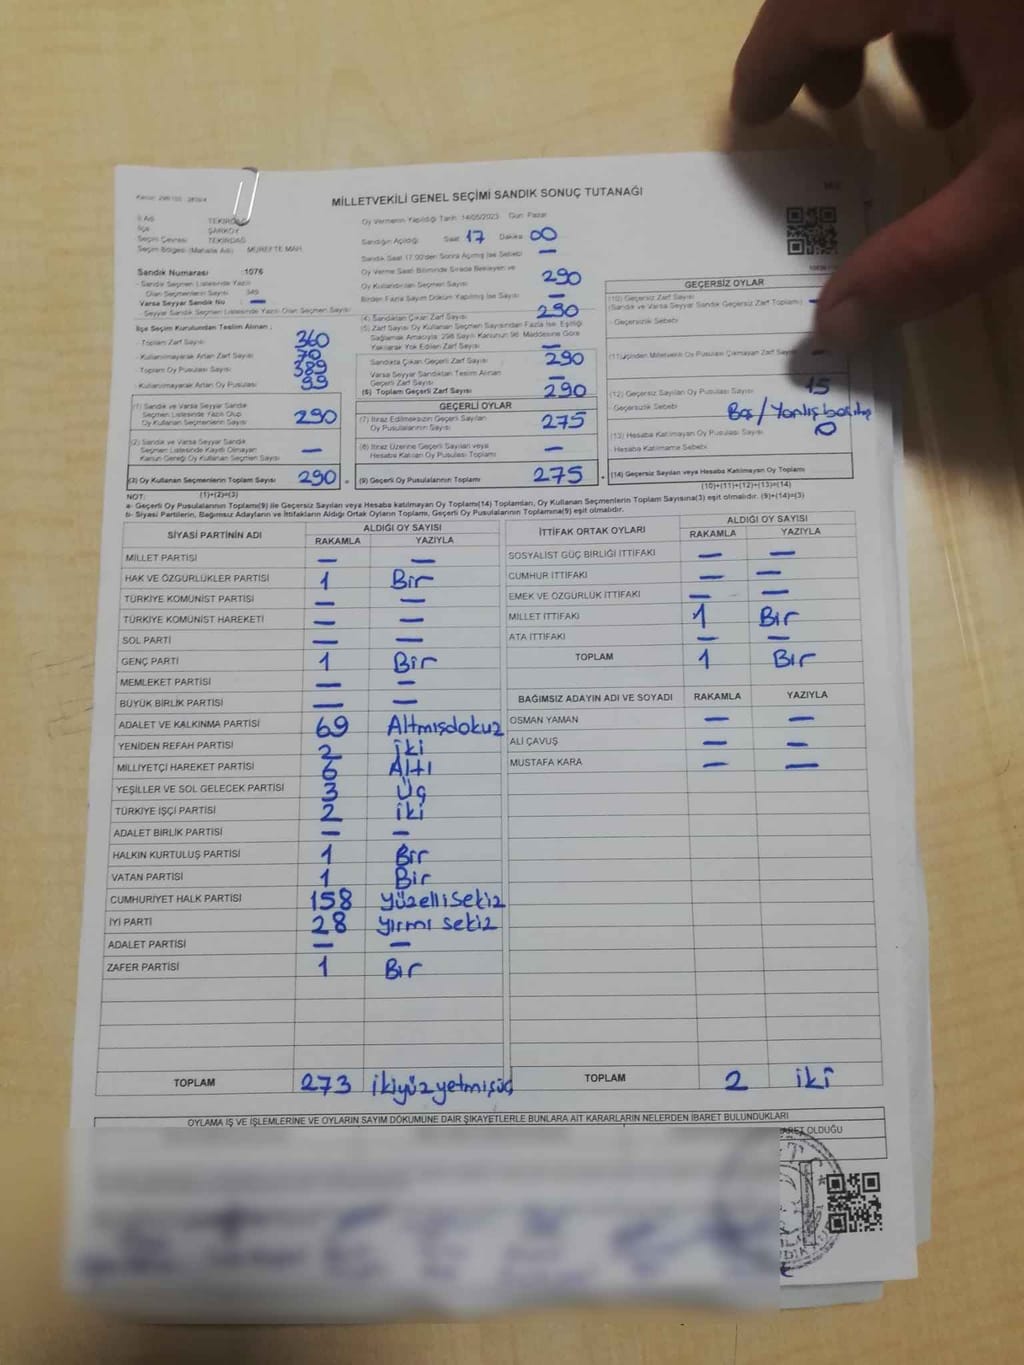 MİLLETVEKİLİ GENEL SEÇİMİ SANDIK SONUÇ TUTANAĞI
İl Adı TEKİRDAĞ
İlçe ŞARKÖY
Seçim Çevresi TEKİRDAĞ
Seçim Bölgesi (Mahalle Adı) MÜREFTE MAH.
Sandık Numarası :1076
- Sandık Seçmen Listesinde Yazılı
Olan Seçmenlerin Sayısı 349
Varsa Seyyar Sandık No : —
Seyyar Sandık Seçmen Listesinde Yazılı Olan Seçmen Sayısı
İlçe Seçim Kurulundan Teslim Alınan ;
Toplam Zarf Sayısı 360
- Kullanılmayarak Artan Zarf Sayısı 70
Toplam Oy Pusulası Sayısı 389
- Kullanılmayarak Artan Oy Pusulası 99
(1) Sandık ve Varsa Seyyar Sandık
Seçmen Listesinde Yazılı Olup
Oy Kullanan Seçmenlerin Sayısı 290
(2) Sandık ve Varsa Seyyar Sandık
Seçmen Listesinde Kayıtlı Olmayan
Kanun Gereği Oy Kullanan Seçmen Sayısı —
(3) Oy Kullanan Seçmenlerin Toplam Sayısı 290
(1)+(2)=(3)
Oy Vermenin Yapıldığı Tarih 14/05/2023 Gün Pazar
Sandığın Açıldığı Saat 17 Dakika 00
Sandık Saat 17.00'den Sonra Açılmış İse Sebebi —
Oy Verme Saati Bitiminde Sırada Bekleyen ve
Oy Kullandırılan Seçmen Sayısı 290
Birden Fazla Sayım Döküm Yapılmış İse Sayısı —
(4) Sandıktan Çıkan Zarf Sayısı 290
(5) Zarf Sayısı Oy Kullanan Seçmen Sayısından Fazla İse, Eşitliği
Sağlamak Amacıyla, 298 Sayılı Kanunun 98. Maddesine Göre
Yakılarak Yok Edilen Zarf Sayısı —
Sandıkta Çıkan Geçerli Zarf Sayısı 290
Varsa Seyyar Sandıktan Teslim Alınan
Geçerli Zarf Sayısı —
(6) Toplam Geçerli Zarf Sayısı 290
GEÇERLİ OYLAR
(7) İtiraz Edilmeksizin Geçerli Sayılan
Oy Pusulalarının Sayısı 275
(8) İtiraz Üzerine Geçerli Sayılan veya
Hesaba Katılan Oy Pusulası Toplamı —
(9) Geçerli Oy Pusulalarının Toplamı 275
GEÇERSİZ OYLAR
(10) Geçersiz Zarf Sayısı
(Sandık ve Varsa Seyyar Sandık Geçersiz Zarf Toplamı)
- Geçersizlik Sebebi
(11) İçinden Milletvekili Oy Pusulası Çıkmayan Zarf Sayısı
(12) Geçersiz Sayılan Oy Pusulası Sayısı 15
- Geçersizlik Sebebi Boş/Yanlış
(13) Hesaba Katılmayan Oy Pusulası Sayısı 0
Hesaba Katılmama Sebebi
(14) Geçersiz Sayılan veya Hesaba Katılmayan Oy Toplamı
(10)+(11)+(12)+(13)=(14)
NOT:
a- Geçerli Oy Pusulalarının Toplamı(9) ile Geçersiz Sayılan veya Hesaba katılmayan Oy Toplamı(14) Toplamları, Oy Kullanan Seçmenlerin Toplam Sayısına(3) eşit olmalıdır. (9)+(14)=(3)
b- Siyasi Partilerin, Bağımsız Adayların ve İttifakların Aldığı Ortak Oyların Toplamı, Geçerli Oy Pusulalarının Toplamına(9) eşit olmalıdır.
SİYASİ PARTİNİN ADI ALDIĞI OY SAYISI
RAKAMLA YAZIYLA
MİLLET PARTİSİ — —
HAK VE ÖZGÜRLÜKLER PARTİSİ 1 Bir
TÜRKİYE KOMÜNİST PARTİSİ — —
TÜRKİYE KOMÜNİST HAREKETİ — —
SOL PARTİ — —
GENÇ PARTİ 1 Bir
MEMLEKET PARTİSİ — —
BÜYÜK BİRLİK PARTİSİ — —
ADALET VE KALKINMA PARTİSİ 69 Altmışdokuz
YENİDEN REFAH PARTİSİ 2 iki
MİLLİYETÇİ HAREKET PARTİSİ 6 Altı
YEŞİLLER VE SOL GELECEK PARTİSİ 3 Üç
TÜRKİYE İŞÇİ PARTİSİ 2 iki
ADALET BİRLİK PARTİSİ — —
HALKIN KURTULUŞ PARTİSİ 1 Bir
VATAN PARTİSİ 1 Bir
CUMHURİYET HALK PARTİSİ 158 yüzellisekiz
İYİ PARTİ 28 yirmi sekiz
ADALET PARTİSİ — —
ZAFER PARTİSİ 1 Bir
TOPLAM 273 ikiyüzyetmişüç
İTTİFAK ORTAK OYLARI ALDIĞI OY SAYISI
RAKAMLA YAZIYLA
SOSYALİST GÜÇ BİRLİĞİ İTTİFAKI — —
CUMHUR İTTİFAKI — —
EMEK VE ÖZGÜRLÜK İTTİFAKI — —
MİLLET İTTİFAKI 1 Bir
ATA İTTİFAKI — —
TOPLAM 1 Bir
BAĞIMSIZ ADAYIN ADI VE SOYADI RAKAMLA YAZIYLA
OSMAN YAMAN — —
ALİ ÇAVUŞ — —
MUSTAFA KARA — —
TOPLAM 2 iki
OYLAMA İŞ VE İŞLEMLERİNE VE OYLARIN SAYIM DÖKÜMÜNE DAİR ŞİKAYETLERLE BUNLARA AİT KARARLARIN NELERDEN İBARET BULUNDUKLARI
OLDUĞU